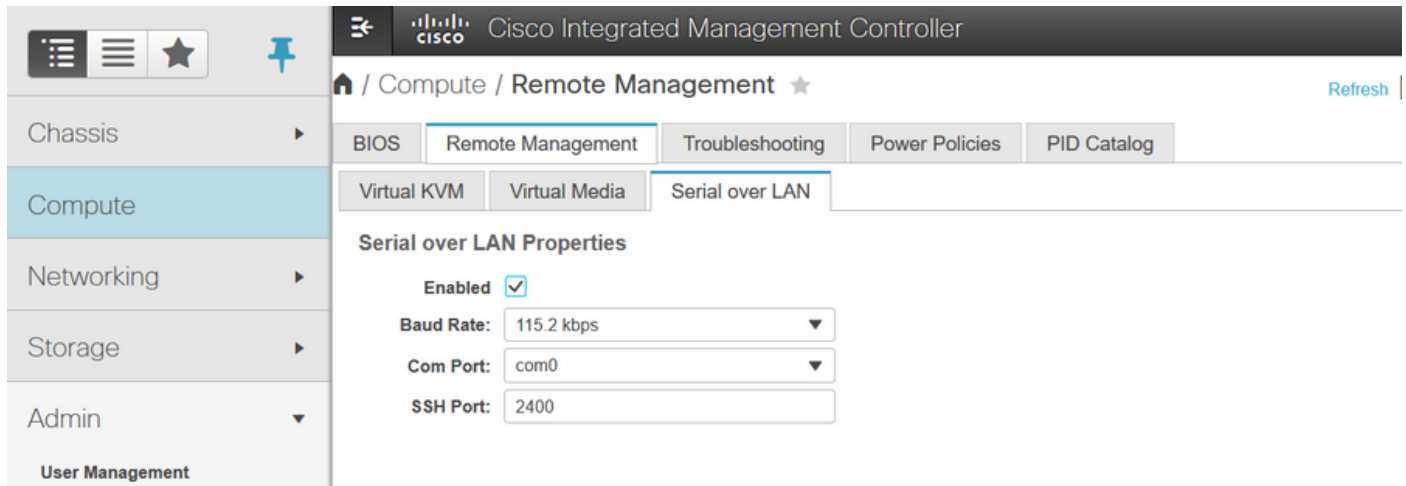 cisco Cisco Integrated Management Controller
/ Compute / Remote Management
Refresh
Chassis
Compute
Networking
Storage
Admin
User Management
BIOS Remote Management Troubleshooting Power Policies PID Catalog
Virtual KVM Virtual Media Serial over LAN
Serial over LAN Properties
Enabled
Baud Rate: 115.2 kbps
Com Port: com0
SSH Port: 2400